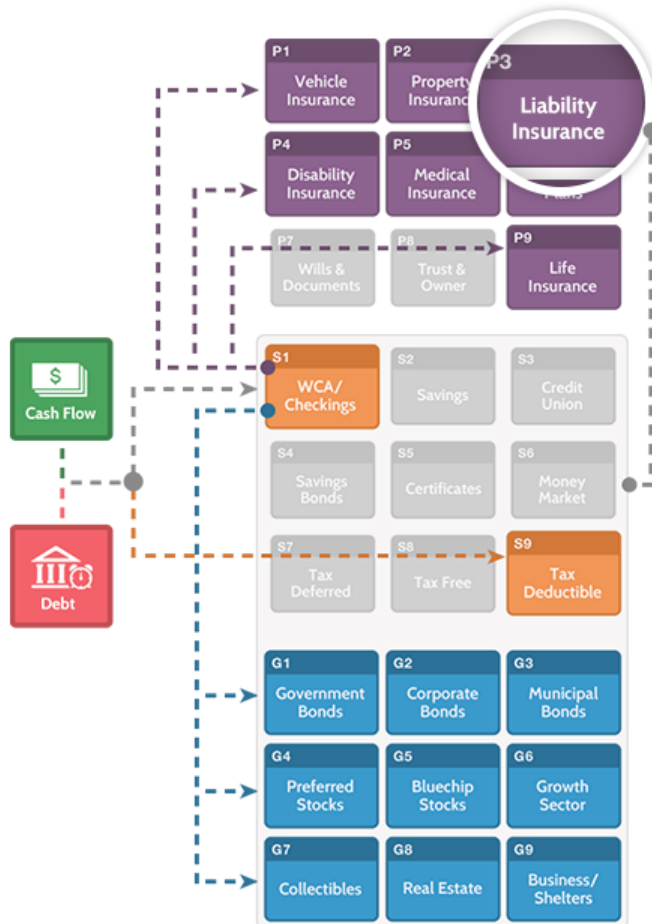 P1
Vehicle
Insurance
P2
Property
Insurance
P3
Liability
Insurance
P4
Disability
Insurance
P5
Medical
Insurance
Plans
P7
Wills &
Documents
P8
Trust &
Owner
P9
Life
Insurance
$
Cash Flow
Debt
S1
WCA/
Checkings
S2
Savings
S3
Credit
Union
S4
Savings
Bonds
S5
Certificates
S6
Money
Market
S7
Tax
Deferred
S8
Tax Free
S9
Tax
Deductible
G1
Government
Bonds
G2
Corporate
Bonds
G3
Municipal
Bonds
G4
Preferred
Stocks
G5
Bluechip
Stocks
G6
Growth
Sector
G7
Collectibles
G8
Real Estate
G9
Business/
Shelters